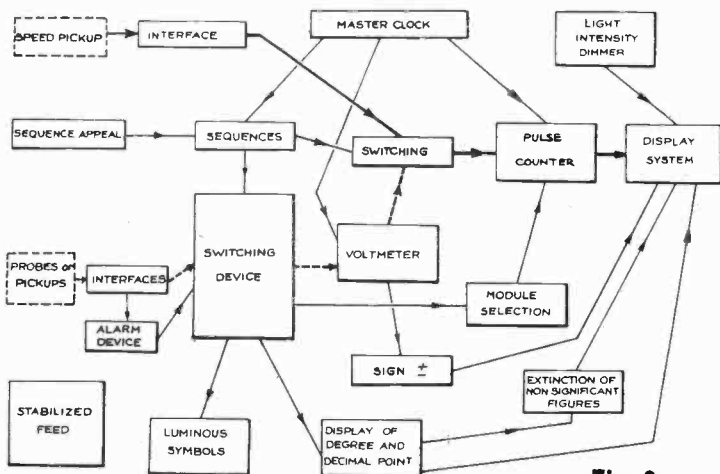 SPEED PICKUP
INTERFACE
MASTER CLOCK
LIGHT
INTENSITY
DIMMER
SEQUENCE APPEAL
SEQUENCES
SWITCHING
PULSE
COUNTER
DISPLAY
SYSTEM
PROBES or
PICKUPS
INTERFACES
SWITCHING
DEVICE
VOLTMETER
ALARM
DEVICE
MODULE
SELECTION
SIGN ±
STABILIZED
FEED
LUMINOUS
SYMBOLS
DISPLAY OF
DEGREE AND
DECIMAL POINT
EXTINCTION OF
NON SIGNIFICANT
FIGURES